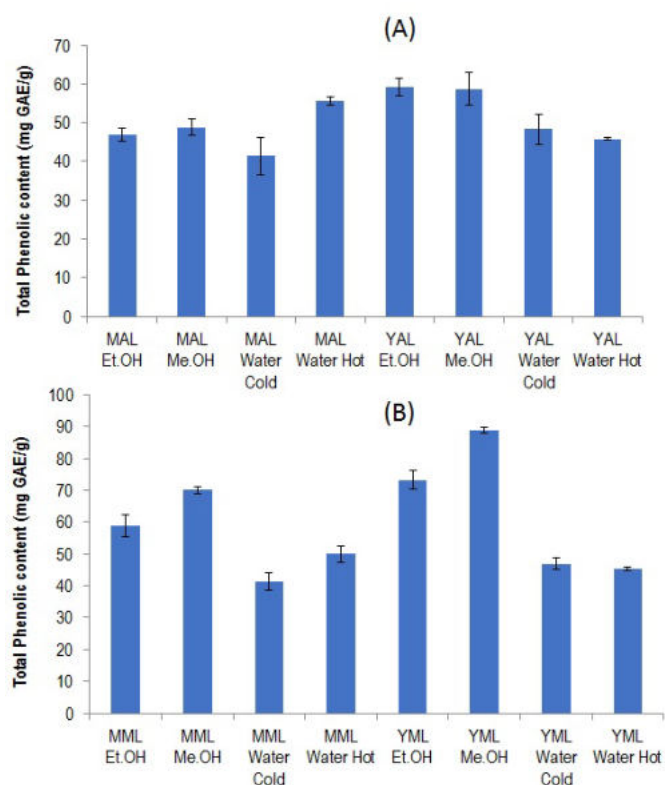 (A)
Total Phenolic content (mg GAE/g)
70
60
50
40
30
20
10
0
MAL MAL MAL MAL YAL YAL YAL YAL
Et.OH Me.OH Water Water Hot Et.OH Me.OH Water Water Hot
Cold Cold
(B)
Total Phenolic content (mg GAE/g)
100
90
80
70
60
50
40
30
20
10
0
MML MML MML MML YML YML YML YML
Et.OH Me.OH Water Water Hot Et.OH Me.OH Water Water Hot
Cold Cold